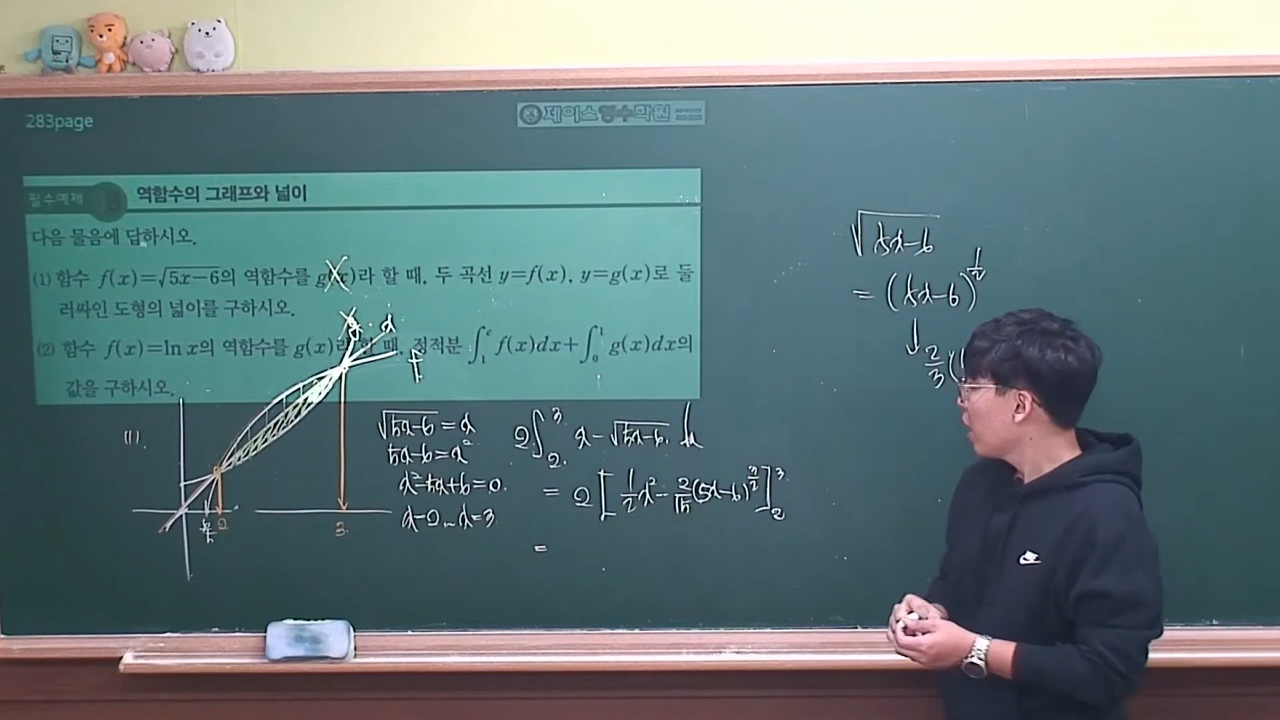 283page
제이스영수학원
필수예제
역함수의 그래프와 넓이
다음 물음에 답하시오.
(1) 함수 f(x)=√(5x−6)의 역함수를 g(x)라 할 때, 두 곡선 y=f(x), y=g(x)로 둘
러싸인 도형의 넓이를 구하시오.
(2) 함수 f(x)=ln x의 역함수를 g(x)라 할 때, 정적분 ∫₁ᵉ f(x)dx+∫₀¹ g(x)dx의
값을 구하시오.
(1).
f
2
3
√(5x-6) = x
5x-6 = x²
x²-5x+6=0.
x=2 x=3
2∫₂³ x-√(5x-6) dx
= 2[½x² - 2/15(5x-6)^(3/2)]₂³
=
√(5x-6)
= (5x-6)^(1/2)
↓ 2/3(